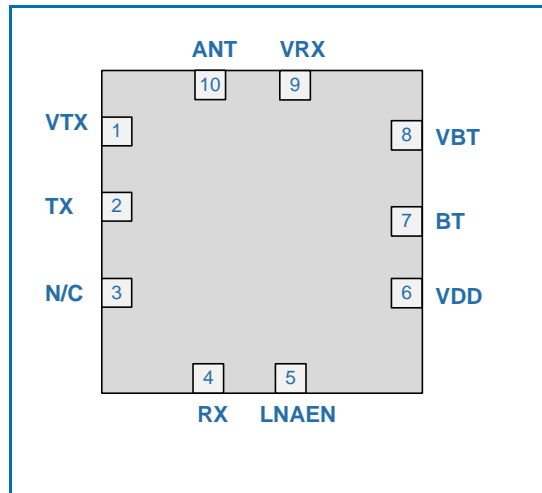 ANT VRX
10 9
VTX 1
8 VBT
TX 2
7 BT
N/C 3
6 VDD
4 5
RX LNAEN